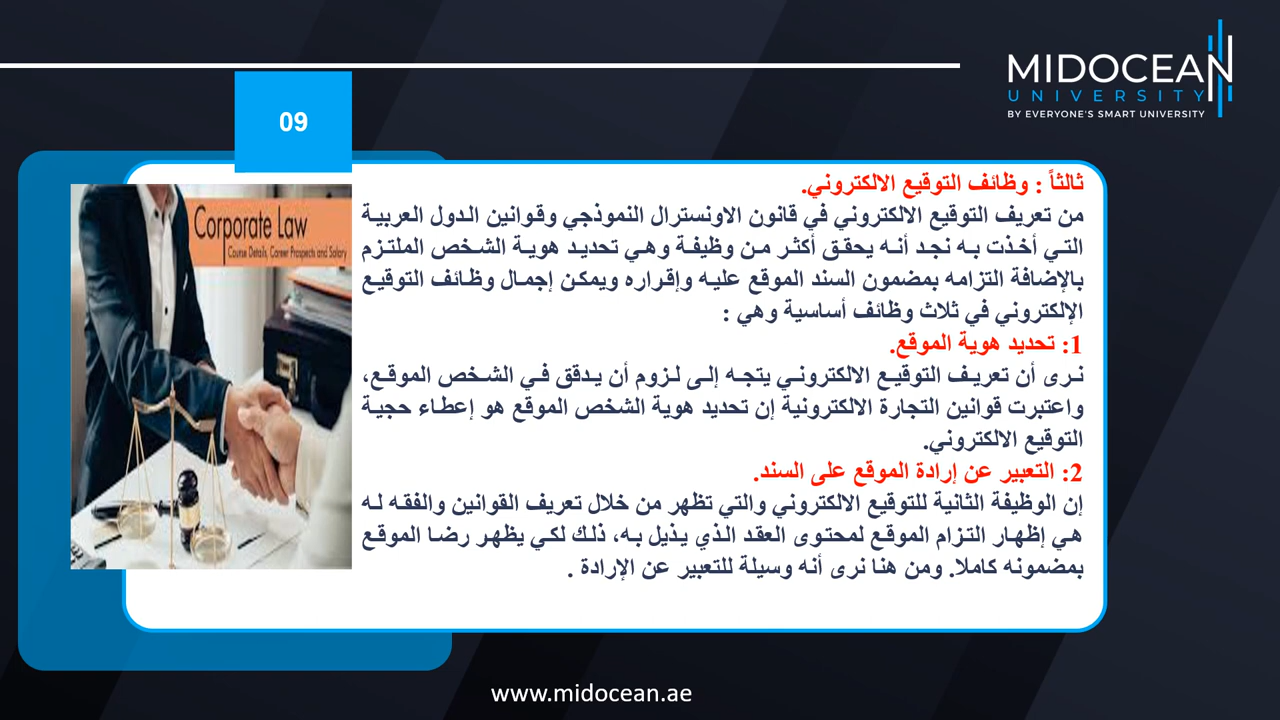 MIDOCEAN
UNIVERSITY
BY EVERYONE'S SMART UNIVERSITY
09
Corporate Law
Course Details, Career Prospects and Salary
ثالثاً : وظائف التوقيع الالكتروني.
من تعريف التوقيع الالكتروني في قانون الاونسترال النموذجي وقوانين الدول العربية
التي أخذت به نجد أنه يحقق أكثر من وظيفة وهي تحديد هوية الشخص الملتزم
بالإضافة التزامه بمضمون السند الموقع عليه وإقراره ويمكن إجمال وظائف التوقيع
الإلكتروني في ثلاث وظائف أساسية وهي :
1: تحديد هوية الموقع.
نرى أن تعريف التوقيع الالكتروني يتجه إلى لزوم أن يدقق في الشخص الموقع،
واعتبرت قوانين التجارة الالكترونية إن تحديد هوية الشخص الموقع هو إعطاء حجية
التوقيع الالكتروني.
2: التعبير عن إرادة الموقع على السند.
إن الوظيفة الثانية للتوقيع الالكتروني والتي تظهر من خلال تعريف القوانين والفقه له
هي إظهار التزام الموقع لمحتوى العقد الذي يذيل به، ذلك لكي يظهر رضا الموقع
بمضمونه كاملا. ومن هنا نرى أنه وسيلة للتعبير عن الإرادة .
www.midocean.ae